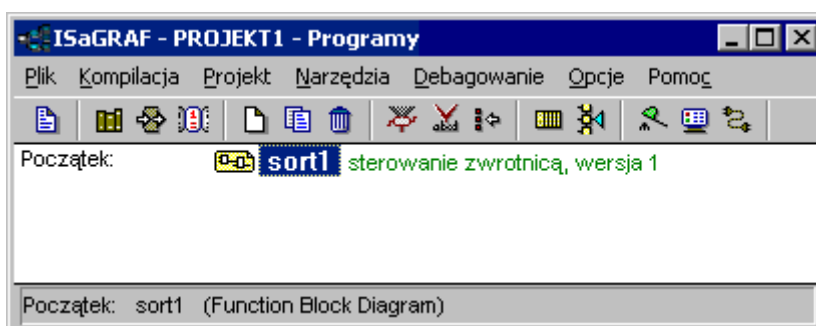 ISaGRAF - PROJEKT1 - Programy
Plik Kompilacja Projekt Narzędzia Debagowanie Opcje Pomoc
Początek: sort1 sterowanie zwrotnicą, wersja 1
Początek: sort1 (Function Block Diagram)